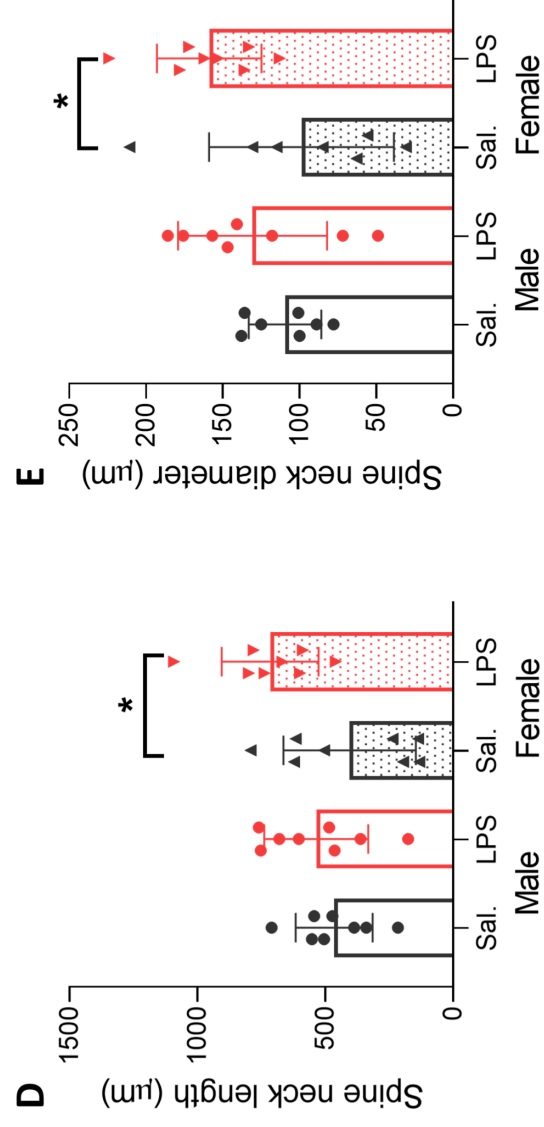 D
Spine neck length (μm)
1500
1000
500
0
*
Sal.
LPS
Sal.
LPS
Male
Female
E
Spine neck diameter (μm)
250
200
150
100
50
0
*
Sal.
LPS
Sal.
LPS
Male
Female